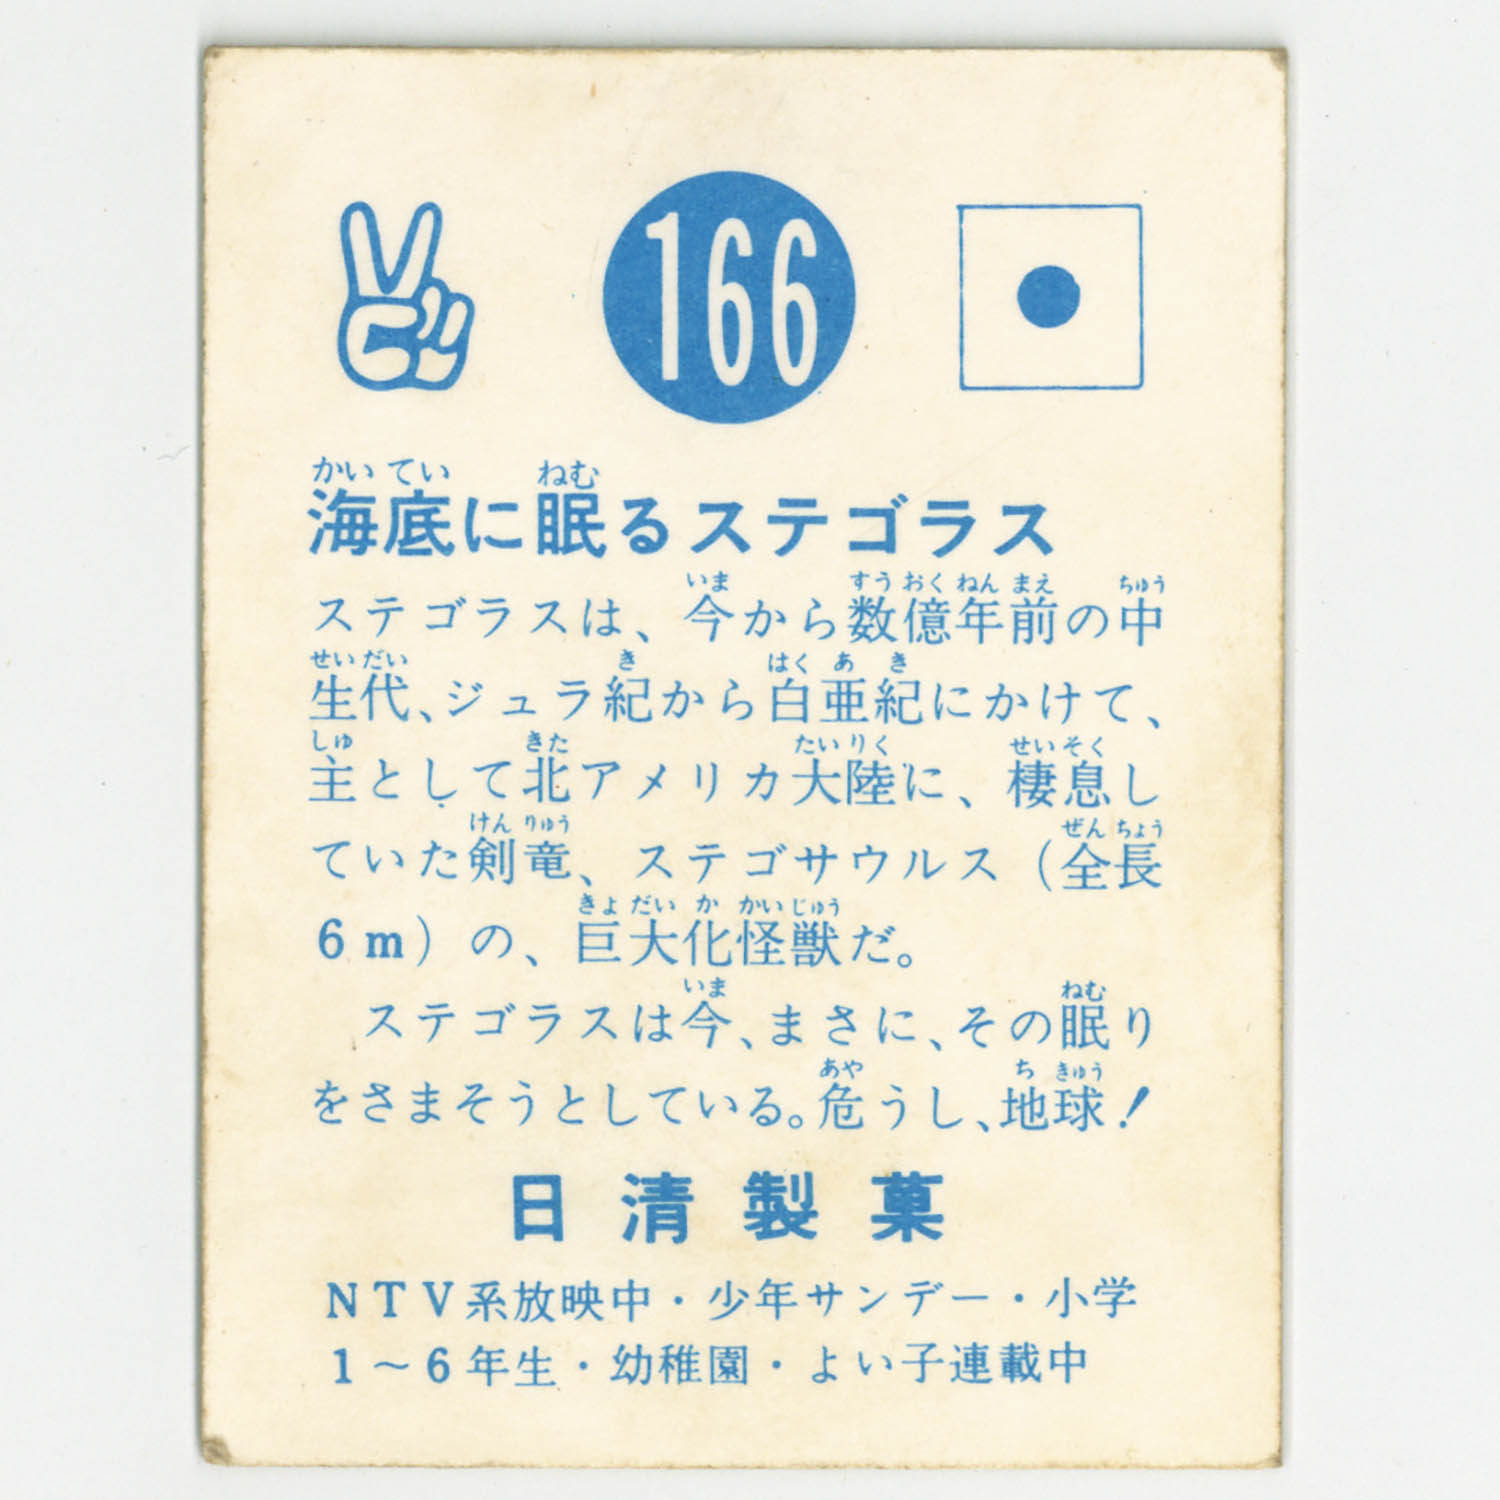 166
海底に眠るステゴラス
ステゴラスは、今から数億年前の中
生代、ジュラ紀から白亜紀にかけて、
主として北アメリカ大陸に、棲息し
ていた剣竜、ステゴサウルス（全長
6m）の、巨大化怪獣だ。
ステゴラスは今、まさに、その眠り
をさまそうとしている。危うし、地球！
日清製菓
NTV系放映中・少年サンデー・小学
1～6年生・幼稚園・よい子連載中